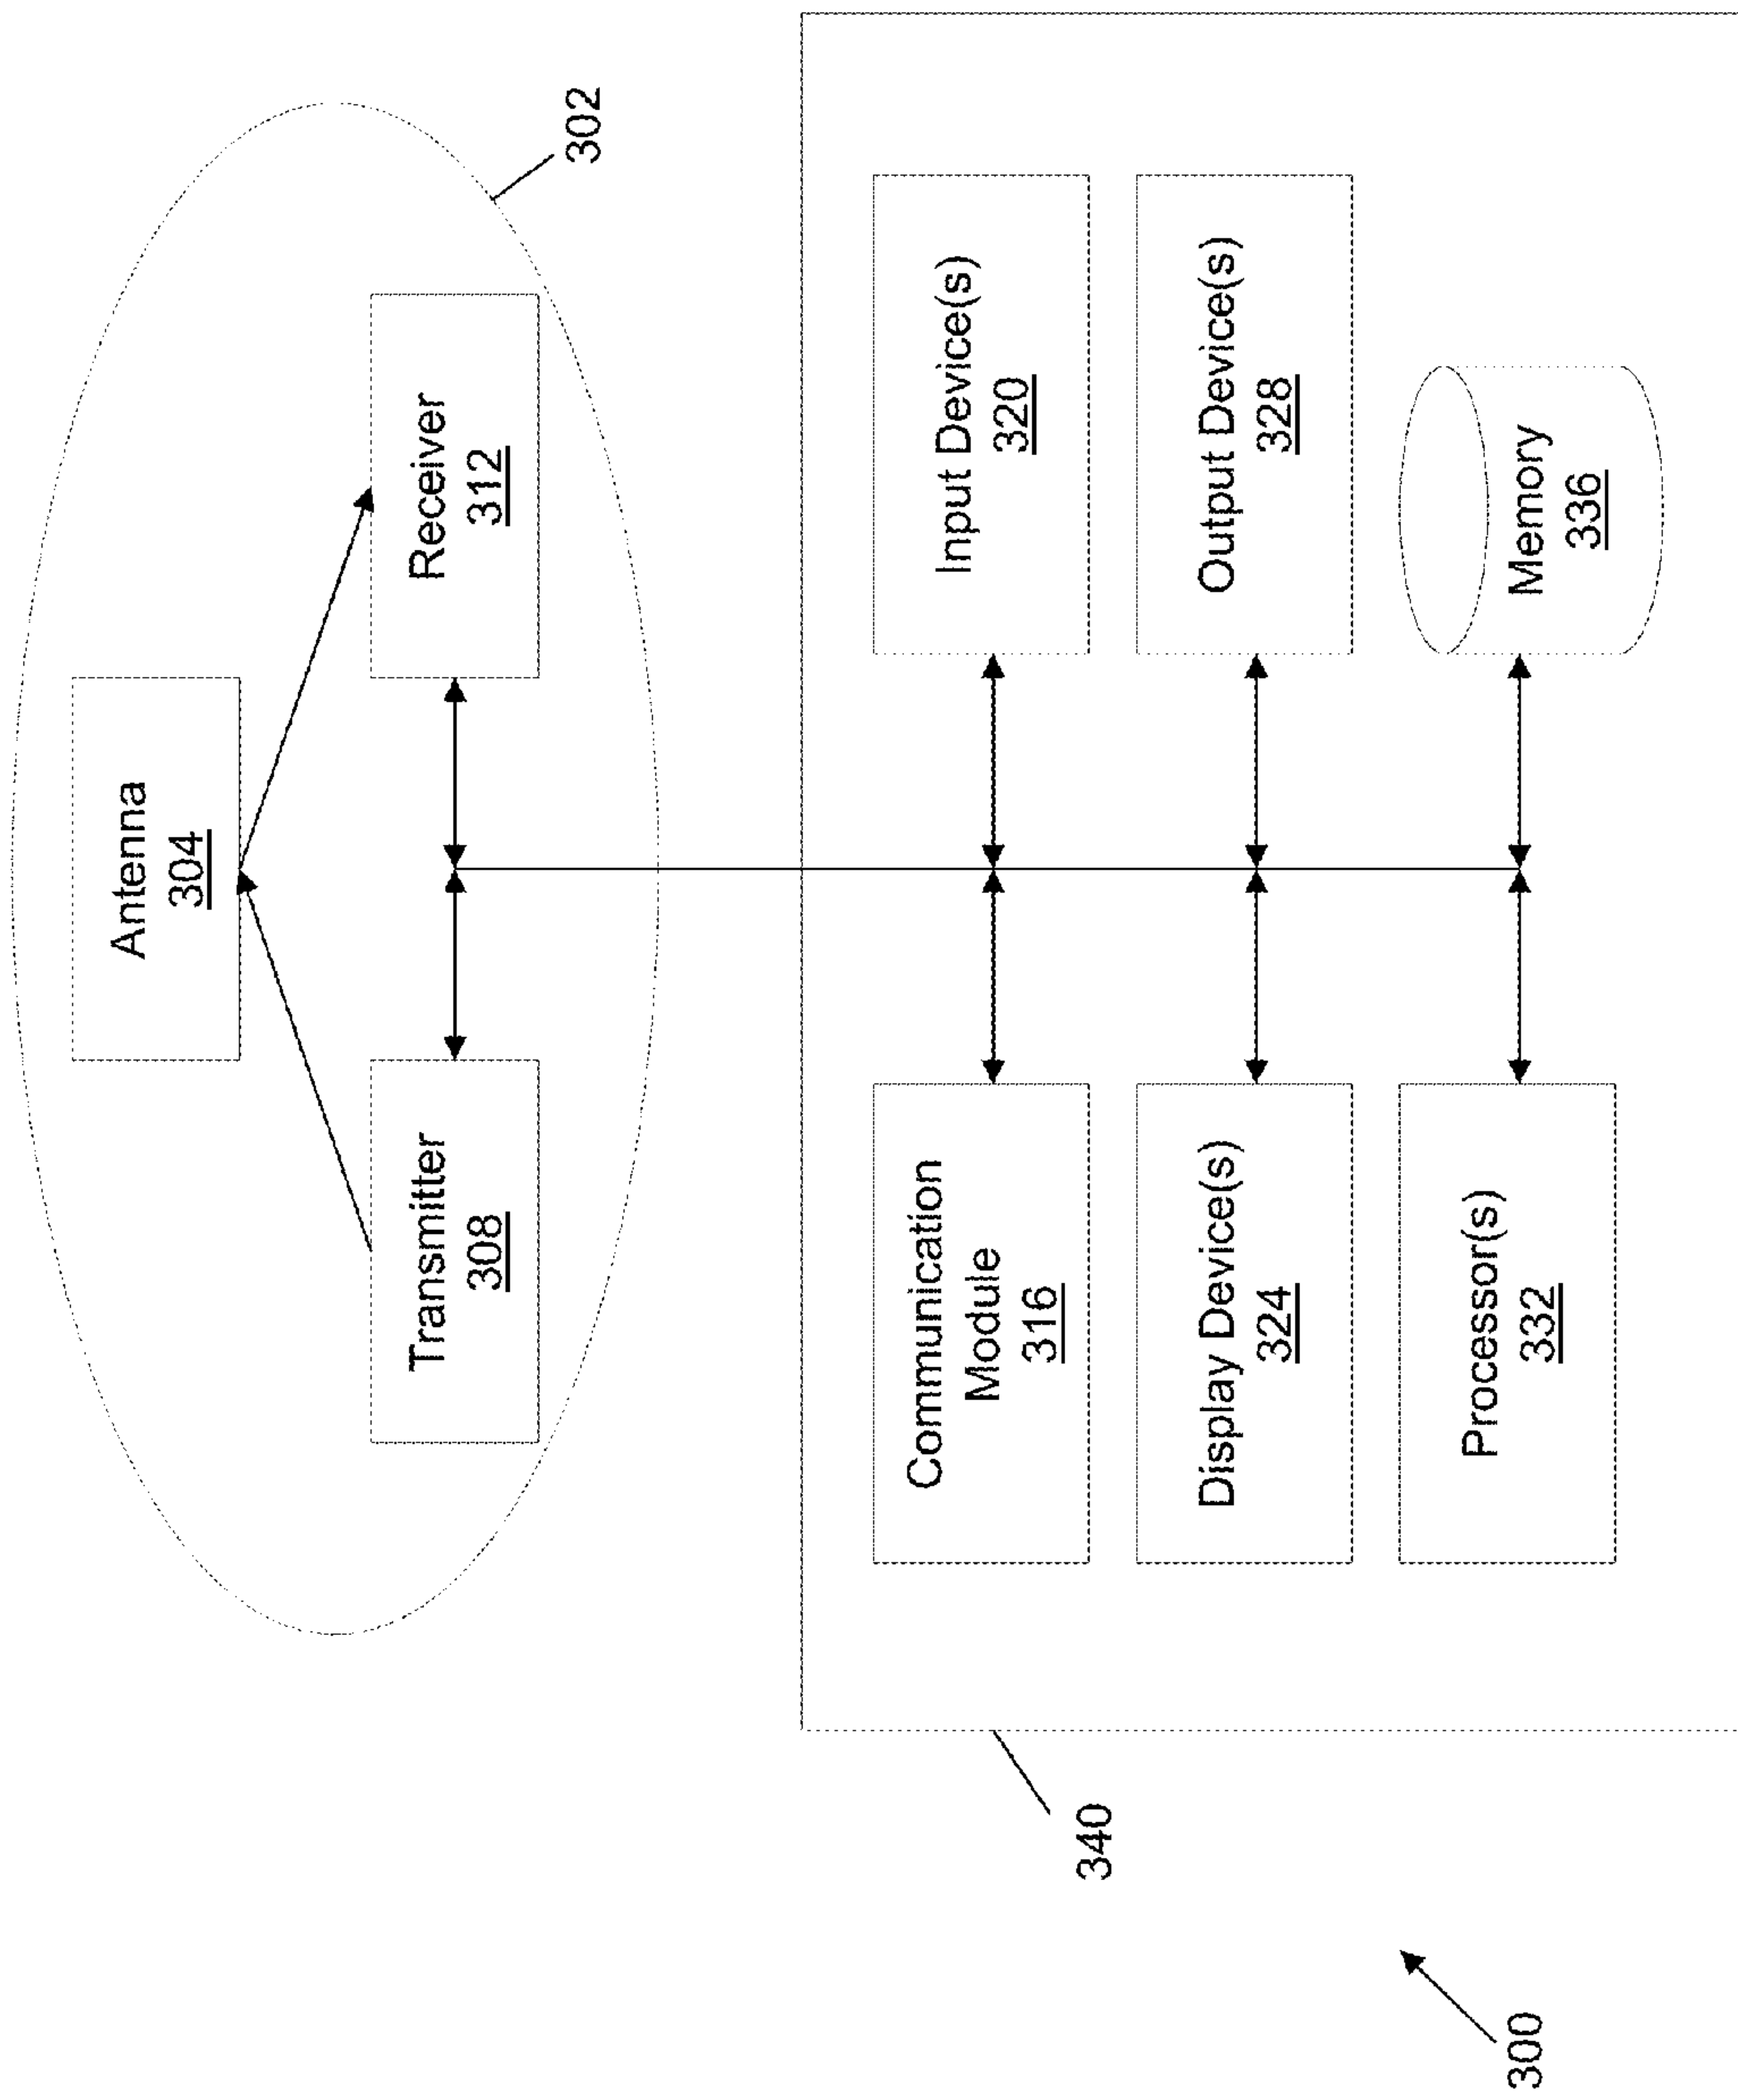 Antenna
304
302
Transmitter
308
Receiver
312
Communication
Module
316
Input Device(s)
320
Display Device(s)
324
Output Device(s)
328
Processor(s)
332
Memory
336
340
300